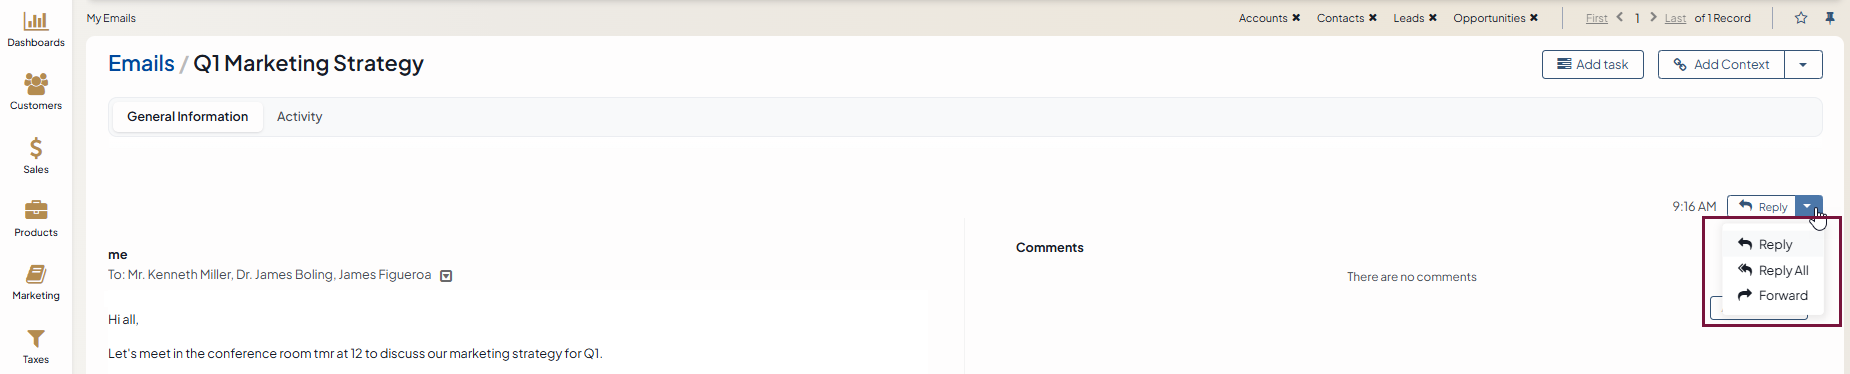 My Emails
Accounts ✖ Contacts ✖ Leads ✖ Opportunities ✖ First < 1 > Last of 1 Record
Dashboards
Customers
Sales
Products
Marketing
Taxes
Emails / Q1 Marketing Strategy
Add task Add Context
General Information Activity
9:16 AM Reply
Reply
Reply All
Forward
me
To: Mr. Kenneth Miller, Dr. James Boling, James Figueroa
Hi all,
Let's meet in the conference room tmr at 12 to discuss our marketing strategy for Q1.
Comments
There are no comments